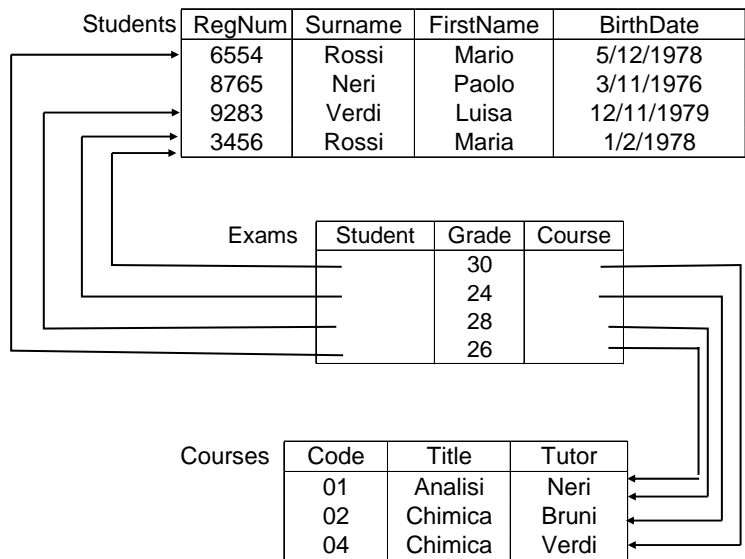 Students RegNum Surname FirstName BirthDate
6554 Rossi Mario 5/12/1978
8765 Neri Paolo 3/11/1976
9283 Verdi Luisa 12/11/1979
3456 Rossi Maria 1/2/1978
Exams Student Grade Course
30
24
28
26
Courses Code Title Tutor
01 Analisi Neri
02 Chimica Bruni
04 Chimica Verdi